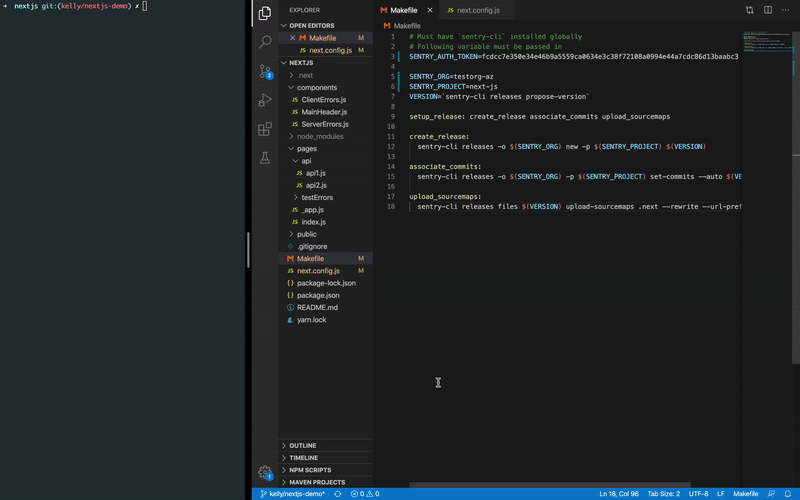 ➜ nextjs git:(kelly/nextjs-demo) ✗
EXPLORER
OPEN EDITORS
Makefile M
next.config.js M
NEXTJS
.next
components
ClientErrors.js
MainHeader.js
ServerErrors.js
node_modules
pages
api
api1.js
api2.js
testErrors
_app.js
index.js
public
.gitignore
Makefile M
next.config.js M
package-lock.json
package.json
README.md
yarn.lock
OUTLINE
TIMELINE
NPM SCRIPTS
MAVEN PROJECTS
2
1
Makefile
next.config.js
Makefile
1 # Must have `sentry-cli` installed globally
2 # Following variable must be passed in
3 SENTRY_AUTH_TOKEN=fcdcc7e350e34e46b9a5559ca0634e3c38f72108a0994e44a7cdc86d13baabc3
4
5 SENTRY_ORG=testorg-az
6 SENTRY_PROJECT=next-js
7 VERSION=`sentry-cli releases propose-version`
8
9 setup_release: create_release associate_commits upload_sourcemaps
10
11 create_release:
12 sentry-cli releases -o $(SENTRY_ORG) new -p $(SENTRY_PROJECT) $(VERSION)
13
14 associate_commits:
15 sentry-cli releases -o $(SENTRY_ORG) -p $(SENTRY_PROJECT) set-commits --auto $(VE
16
17 upload_sourcemaps:
18 sentry-cli releases files $(VERSION) upload-sourcemaps .next --rewrite --url-pref
kelly/nextjs-demo* 0 0 Ln 18, Col 96 Tab Size: 2 UTF-8 LF Makefile